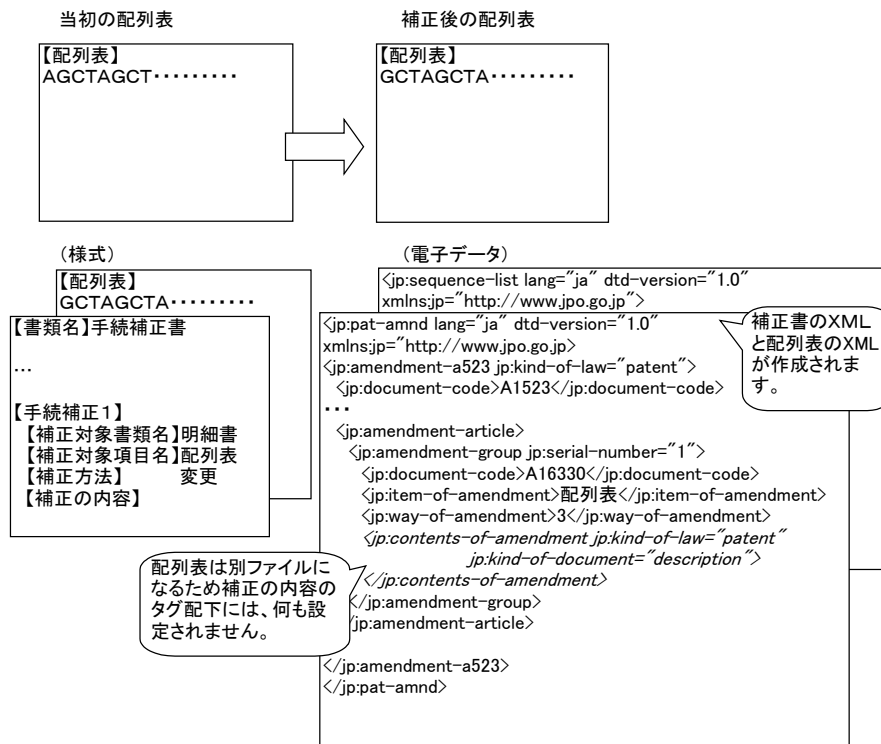 当初の配列表
補正後の配列表
【配列表】
AGCTAGCT・・・・・・・・・
【配列表】
GCTAGCTA・・・・・・・・・
(様式)
【配列表】
GCTAGCTA・・・・・・・・・
【書類名】手続補正書
…
【手続補正1】
【補正対象書類名】明細書
【補正対象項目名】配列表
【補正方法】 変更
【補正の内容】
(電子データ)
<jp:sequence-list lang="ja" dtd-version="1.0"
xmlns:jp="http://www.jpo.go.jp">
<jp:pat-amnd lang="ja" dtd-version="1.0"
xmlns:jp="http://www.jpo.go.jp>
<jp:amendment-a523 jp:kind-of-law="patent">
<jp:document-code>A1523</jp:document-code>
・・・
<jp:amendment-article>
<jp:amendment-group jp:serial-number="1">
<jp:document-code>A16330</jp:document-code>
<jp:item-of-amendment>配列表</jp:item-of-amendment>
<jp:way-of-amendment>3</jp:way-of-amendment>
<jp:contents-of-amendment jp:kind-of-law="patent"
jp:kind-of-document="description">
</jp:contents-of-amendment>
</jp:amendment-group>
/jp:amendment-article>
</jp:amendment-a523>
</jp:pat-amnd>
補正書のXML
と配列表のXML
が作成されま
す。
配列表は別ファイルに
なるため補正の内容の
タグ配下には、何も設
定されません。